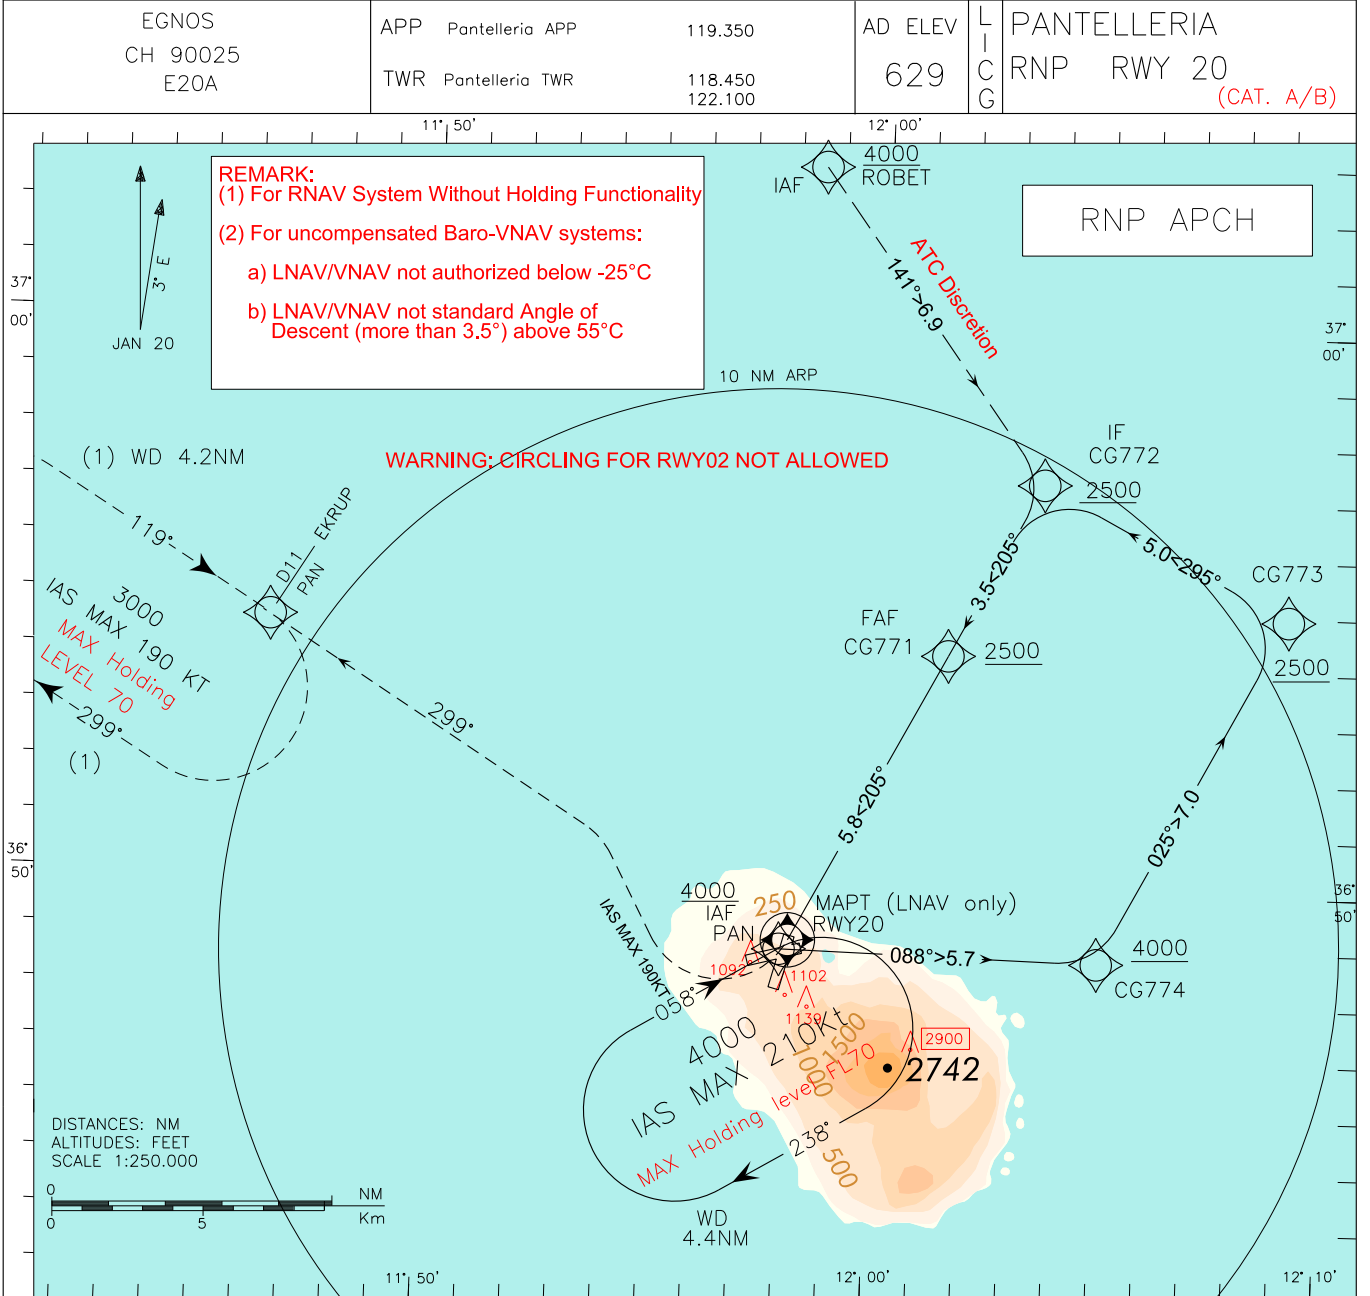 EGNOS
CH 90025
E20A
APP Pantelleria APP 119.350
TWR Pantelleria TWR 118.450
122.100
AD ELEV
629
LICG
PANTELLERIA
RNP RWY 20
(CAT. A/B)
11° 50'
12° 00'
REMARK:
(1) For RNAV System Without Holding Functionality
(2) For uncompensated Baro-VNAV systems:
a) LNAV/VNAV not authorized below -25°C
b) LNAV/VNAV not standard Angle of
Descent (more than 3.5°) above 55°C
3° E
JAN 20
37°
00'
IAF
4000
ROBET
RNP APCH
ATC Discretion
141°>6.9
37°
00'
10 NM ARP
(1) WD 4.2NM
WARNING: CIRCLING FOR RWY02 NOT ALLOWED
IF
CG772
2500
119°
D11 EKRUP
PAN
3000
IAS MAX 190 KT
MAX Holding
LEVEL 70
299°
(1)
299°
3.5<205°
5.0<295°
CG773
2500
FAF
CG771
2500
5.8<205°
025°>7.0
36°
50'
36°
50'
4000
IAF
PAN
250
MAPT (LNAV only)
RWY20
IAS MAX 190KT
088°>5.7
4000
CG774
1092
1102
1139
058°
4000
IAS MAX 210Kt
MAX Holding level FL70
1000
1500
2900
2742
238°
500
WD
4.4NM
DISTANCES: NM
ALTITUDES: FEET
SCALE 1:250.000
0 NM
0 5 Km
11° 50'
12° 00'
12° 10'